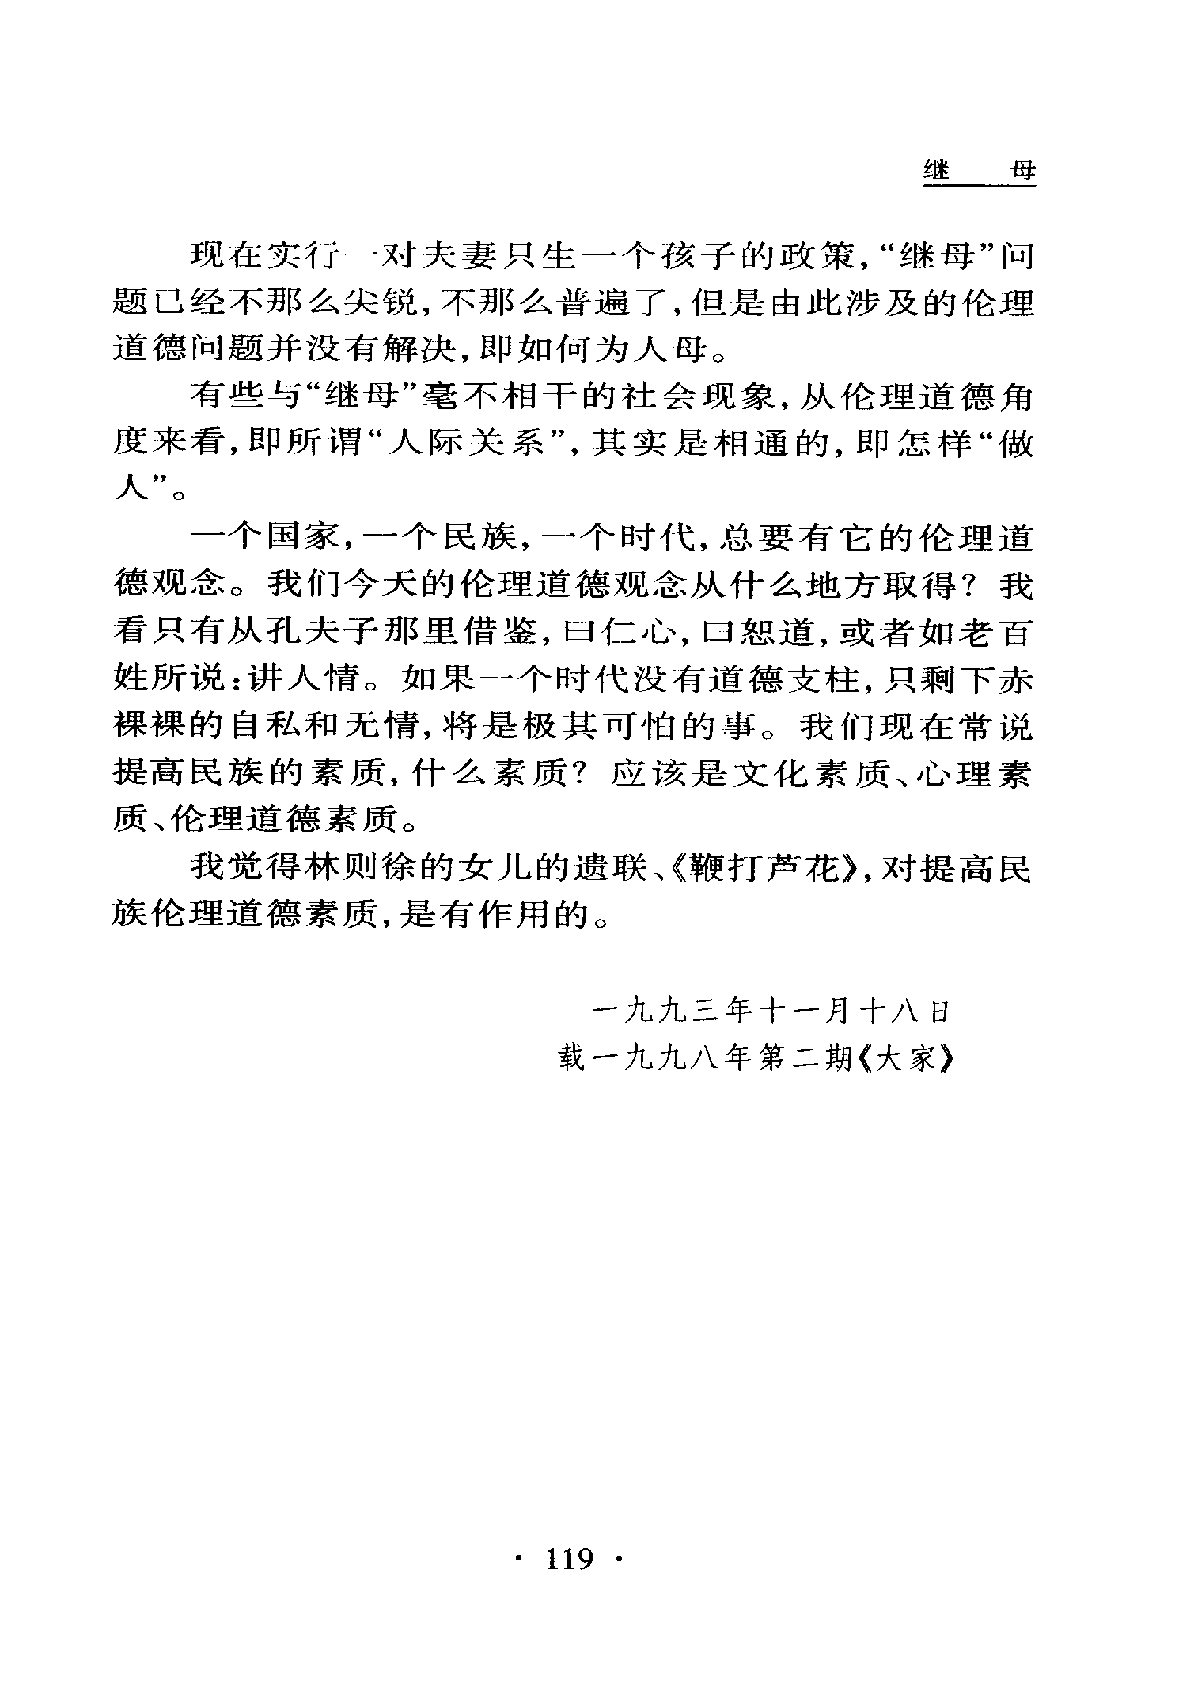 继 母
现在实行一对夫妻只生一个孩子的政策,“继母”问
题已经不那么尖锐,不那么普遍了,但是由此涉及的伦理
道德问题并没有解决,即如何为人母。
有些与“继母”毫不相干的社会现象,从伦理道德角
度来看,即所谓“人际关系”,其实是相通的,即怎样“做
人”。
一个国家,一个民族,一个时代,总要有它的伦理道
德观念。我们今天的伦理道德观念从什么地方取得?我
看只有从孔夫子那里借鉴,曰仁心,曰恕道,或者如老百
姓所说:讲人情。如果一个时代没有道德支柱,只剩下赤
裸裸的自私和无情,将是极其可怕的事。我们现在常说
提高民族的素质,什么素质?应该是文化素质、心理素
质、伦理道德素质。
我觉得林则徐的女儿的遗联、《鞭打芦花》,对提高民
族伦理道德素质,是有作用的。
一九九三年十一月十八日
载一九九八年第二期《大家》
· 119 ·